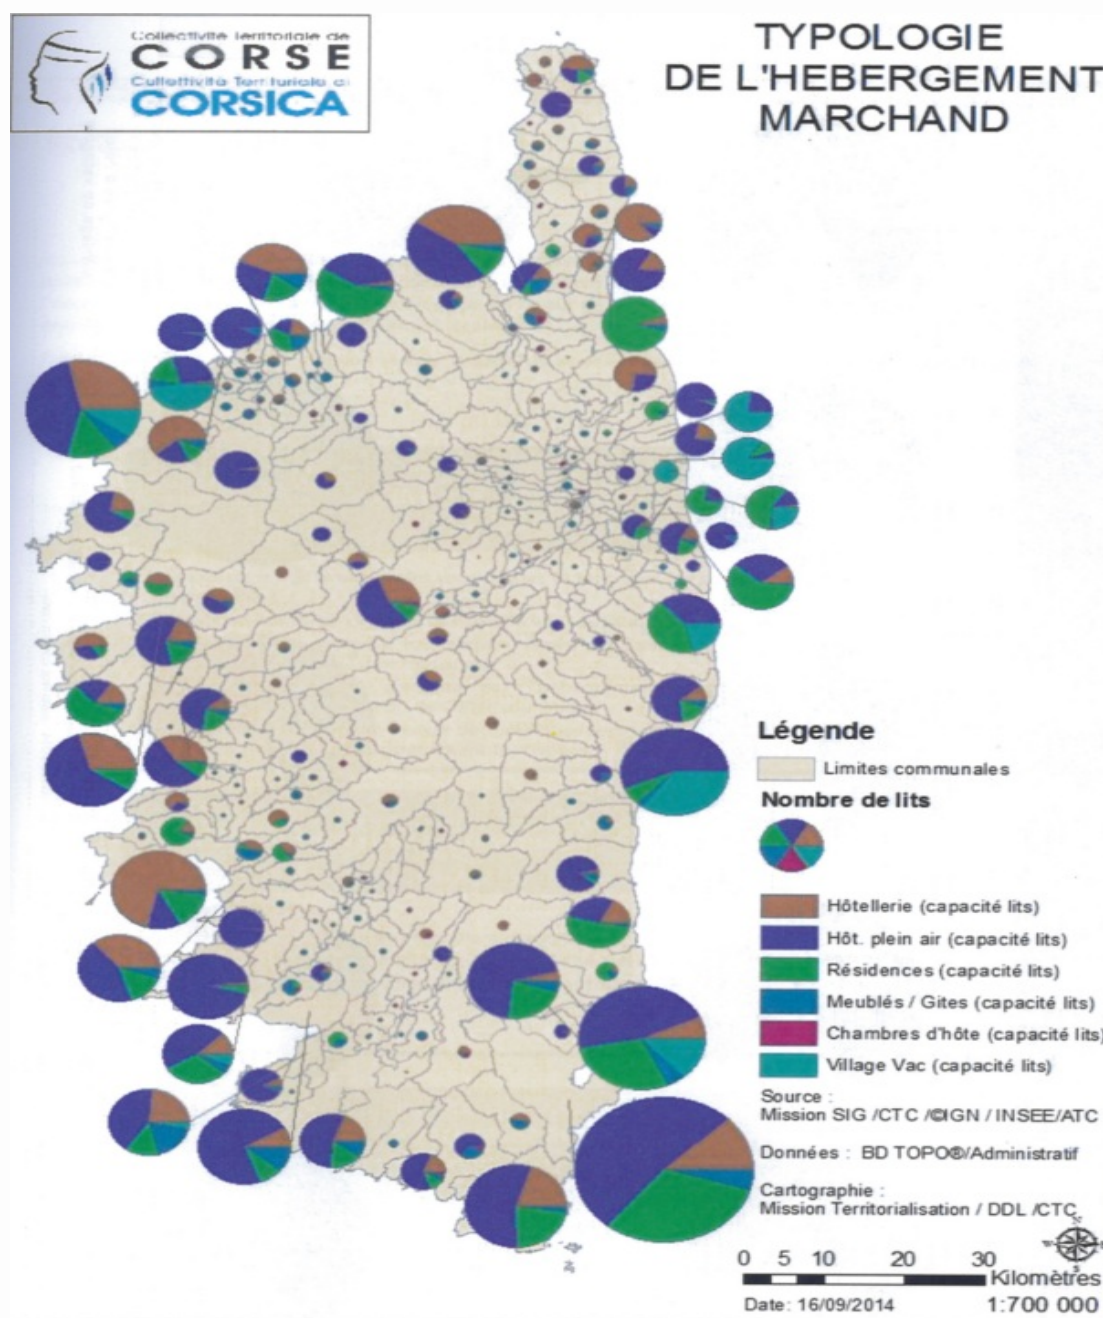 Collectivité Territoriale de
CORSE
Cullettività Territuriale di
CORSICA
TYPOLOGIE
DE L'HEBERGEMENT
MARCHAND
Légende
Limites communales
Nombre de lits
Hôtellerie (capacité lits)
Hôt. plein air (capacité lits)
Résidences (capacité lits)
Meublés / Gites (capacité lits)
Chambres d'hôte (capacité lits)
Village Vac (capacité lits)
Source :
Mission SIG /CTC /©IGN / INSEE/ATC
Données : BD TOPO®/Administratif
Cartographie :
Mission Territorialisation / DDL /CTC
0 5 10 20 30
Kilomètres
Date: 16/09/2014
1:700 000